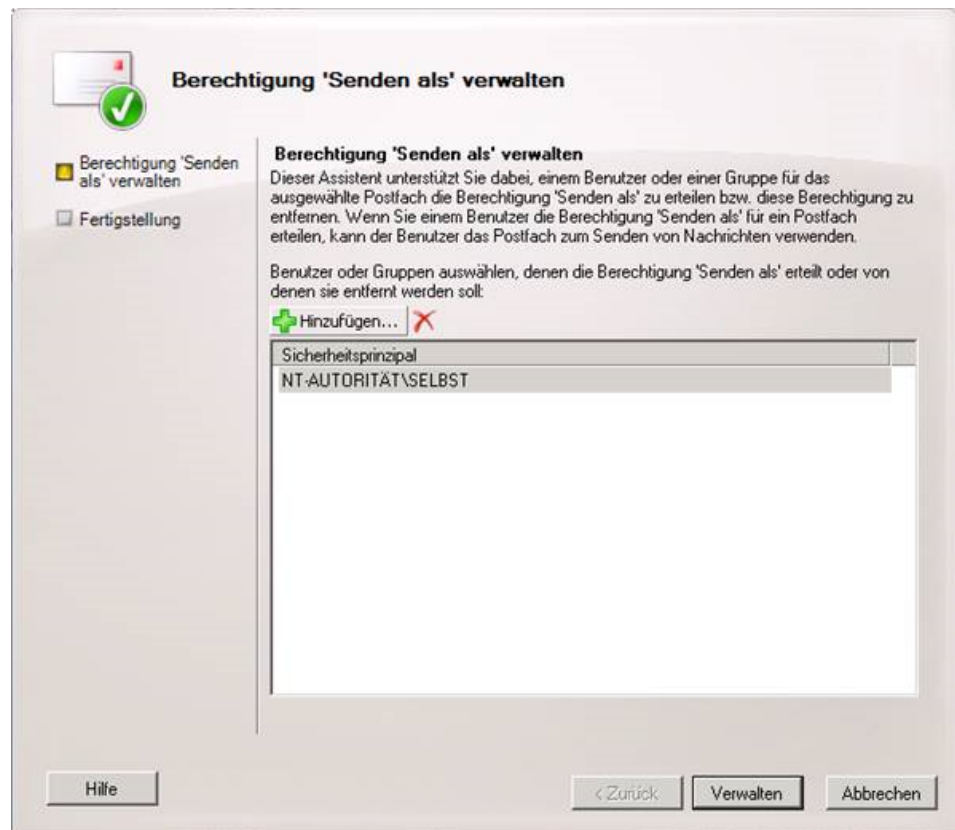 Berechtigung 'Senden als' verwalten
Berechtigung 'Senden
als' verwalten
Fertigstellung
Berechtigung 'Senden als' verwalten
Dieser Assistent unterstützt Sie dabei, einem Benutzer oder einer Gruppe für das
ausgewählte Postfach die Berechtigung 'Senden als' zu erteilen bzw. diese Berechtigung zu
entfernen. Wenn Sie einem Benutzer die Berechtigung 'Senden als' für ein Postfach
erteilen, kann der Benutzer das Postfach zum Senden von Nachrichten verwenden.
Benutzer oder Gruppen auswählen, denen die Berechtigung 'Senden als' erteilt oder von
denen sie entfernt werden soll:
Hinzufügen...
Sicherheitsprinzipal
NT-AUTORITÄT\SELBST
Hilfe
< Zurück
Verwalten
Abbrechen